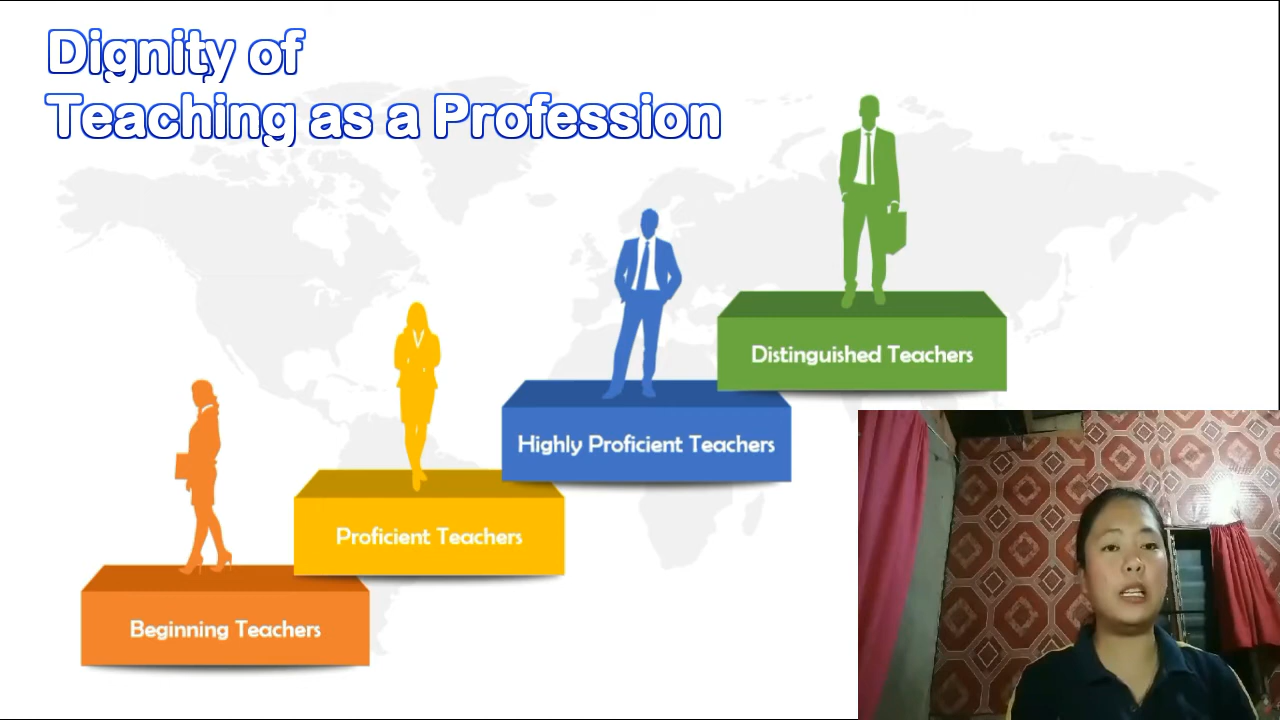 Dignity of
Teaching as a Profession
Distinguished Teachers
Highly Proficient Teachers
Proficient Teachers
Beginning Teachers